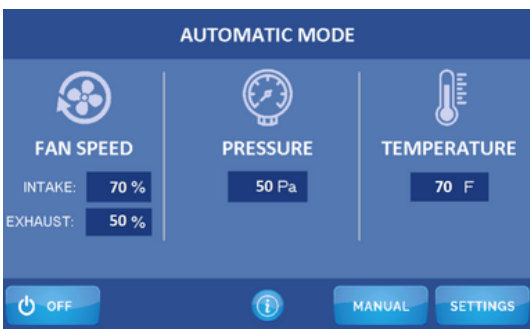 AUTOMATIC MODE
FAN SPEED
INTAKE: 70 %
EXHAUST: 50 %
PRESSURE
50 Pa
TEMPERATURE
70 F
OFF
i
MANUAL
SETTINGS